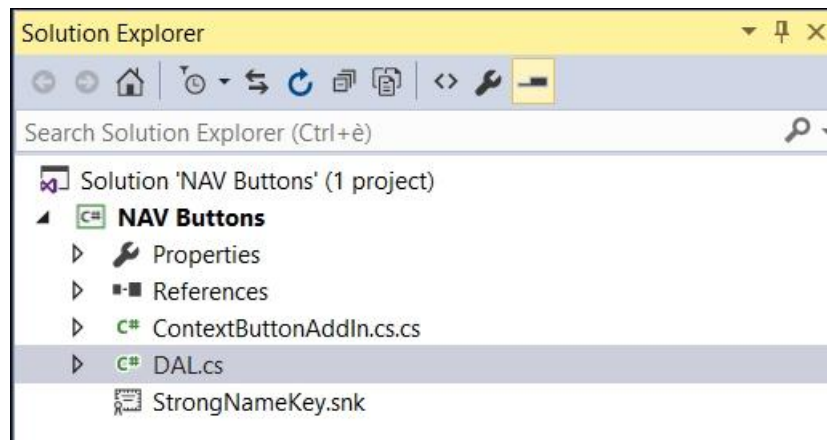 Solution Explorer
Search Solution Explorer (Ctrl+è)
Solution 'NAV Buttons' (1 project)
C# NAV Buttons
Properties
References
C# ContextButtonAddIn.cs.cs
C# DAL.cs
StrongNameKey.snk